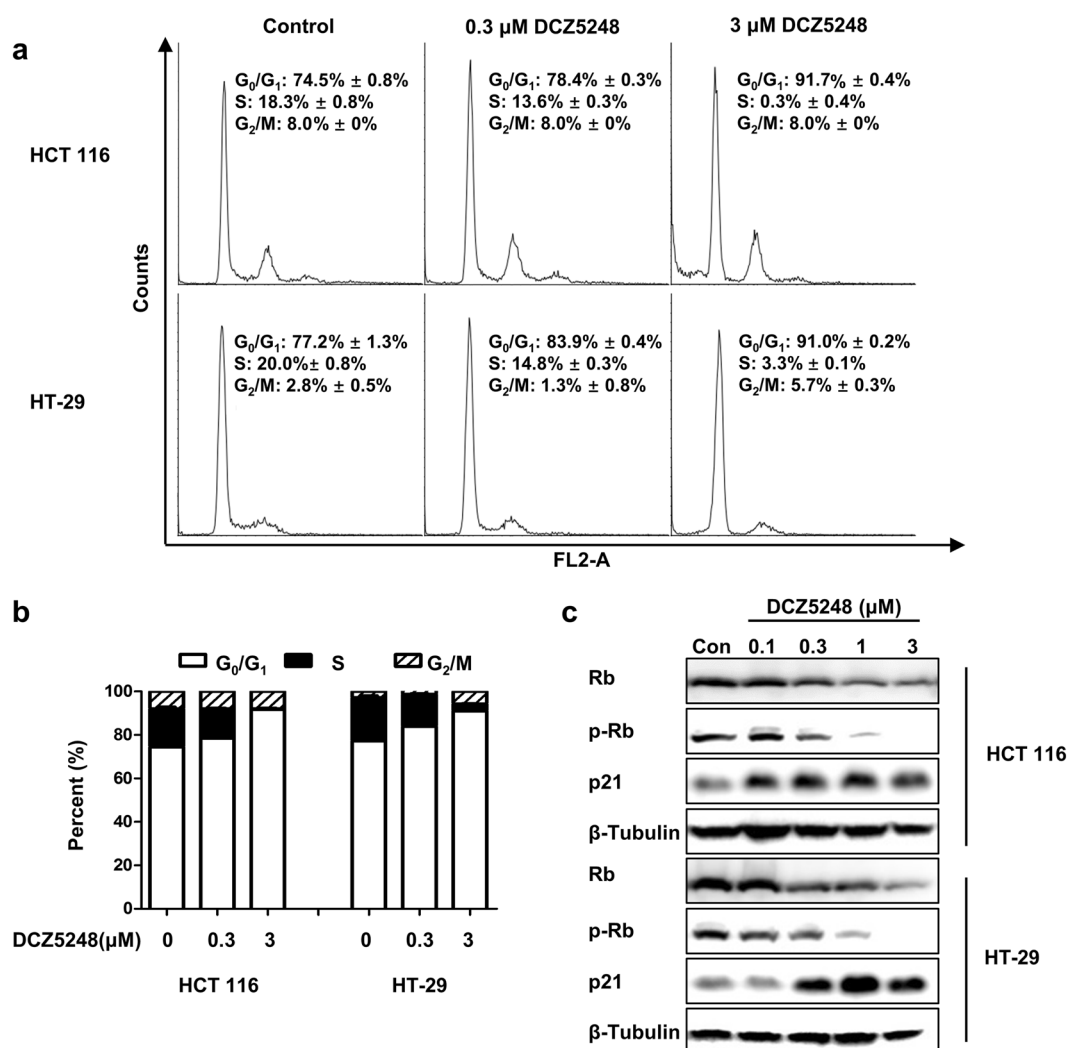 a
Control
0.3 μM DCZ5248
3 μM DCZ5248
HCT 116
G0/G1: 74.5% ± 0.8%
S: 18.3% ± 0.8%
G2/M: 8.0% ± 0%
G0/G1: 78.4% ± 0.3%
S: 13.6% ± 0.3%
G2/M: 8.0% ± 0%
G0/G1: 91.7% ± 0.4%
S: 0.3% ± 0.4%
G2/M: 8.0% ± 0%
Counts
HT-29
G0/G1: 77.2% ± 1.3%
S: 20.0%± 0.8%
G2/M: 2.8% ± 0.5%
G0/G1: 83.9% ± 0.4%
S: 14.8% ± 0.3%
G2/M: 1.3% ± 0.8%
G0/G1: 91.0% ± 0.2%
S: 3.3% ± 0.1%
G2/M: 5.7% ± 0.3%
FL2-A
b
G0/G1 S G2/M
Percent (%)
100
80
60
40
20
0
DCZ5248(μM) 0 0.3 3 0 0.3 3
HCT 116 HT-29
c
DCZ5248 (μM)
Con 0.1 0.3 1 3
Rb
p-Rb
p21
β-Tubulin
HCT 116
Rb
p-Rb
p21
β-Tubulin
HT-29